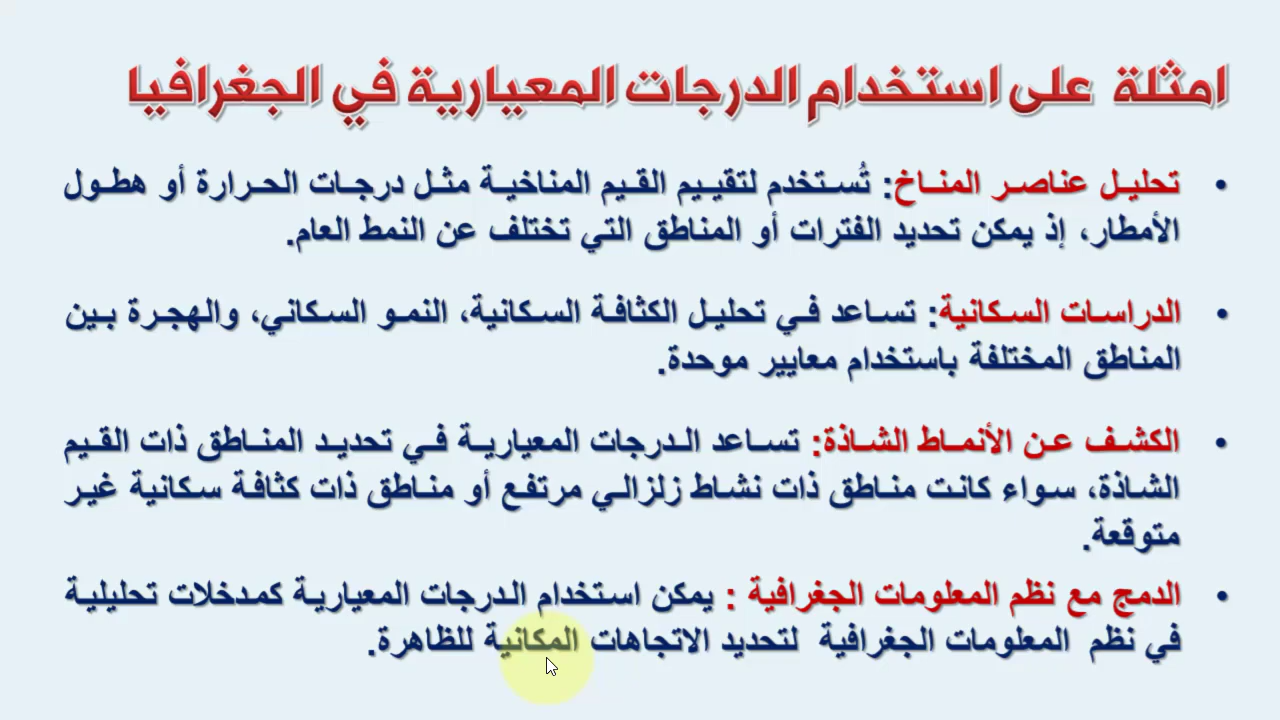 امثلة على استخدام الدرجات المعيارية في الجغرافيا
• تحليل عناصر المناخ: تُستخدم لتقييم القيم المناخية مثل درجات الحرارة أو هطول
الأمطار، إذ يمكن تحديد الفترات أو المناطق التي تختلف عن النمط العام.
• الدراسات السكانية: تساعد في تحليل الكثافة السكانية، النمو السكاني، والهجرة بين
المناطق المختلفة باستخدام معايير موحدة.
• الكشف عن الأنماط الشاذة: تساعد الدرجات المعيارية في تحديد المناطق ذات القيم
الشاذة، سواء كانت مناطق ذات نشاط زلزالي مرتفع أو مناطق ذات كثافة سكانية غير
متوقعة.
• الدمج مع نظم المعلومات الجغرافية : يمكن استخدام الدرجات المعيارية كمدخلات تحليلية
في نظم المعلومات الجغرافية لتحديد الاتجاهات المكانية للظاهرة.